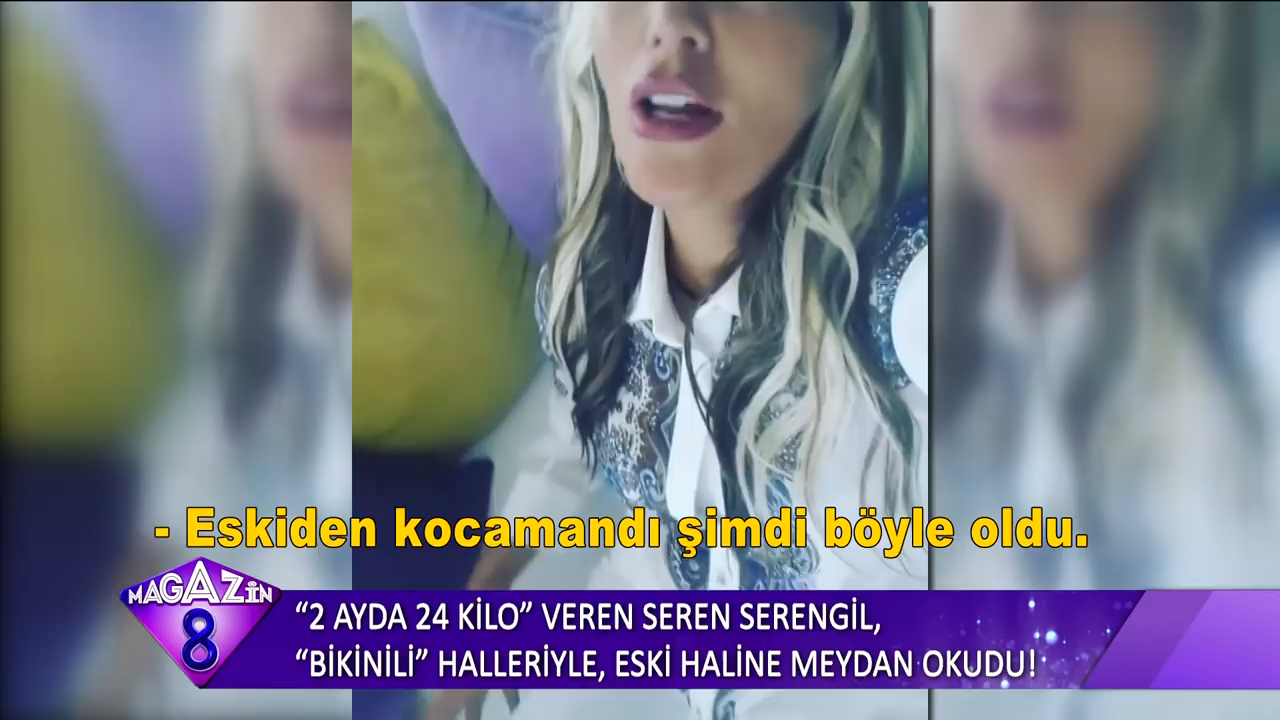 - Eskiden kocamandı şimdi böyle oldu.
MAGAZİN
8
“2 AYDA 24 KİLO” VEREN SEREN SERENGİL,
“BİKİNİLİ” HALLERİYLE, ESKİ HALİNE MEYDAN OKUDU!